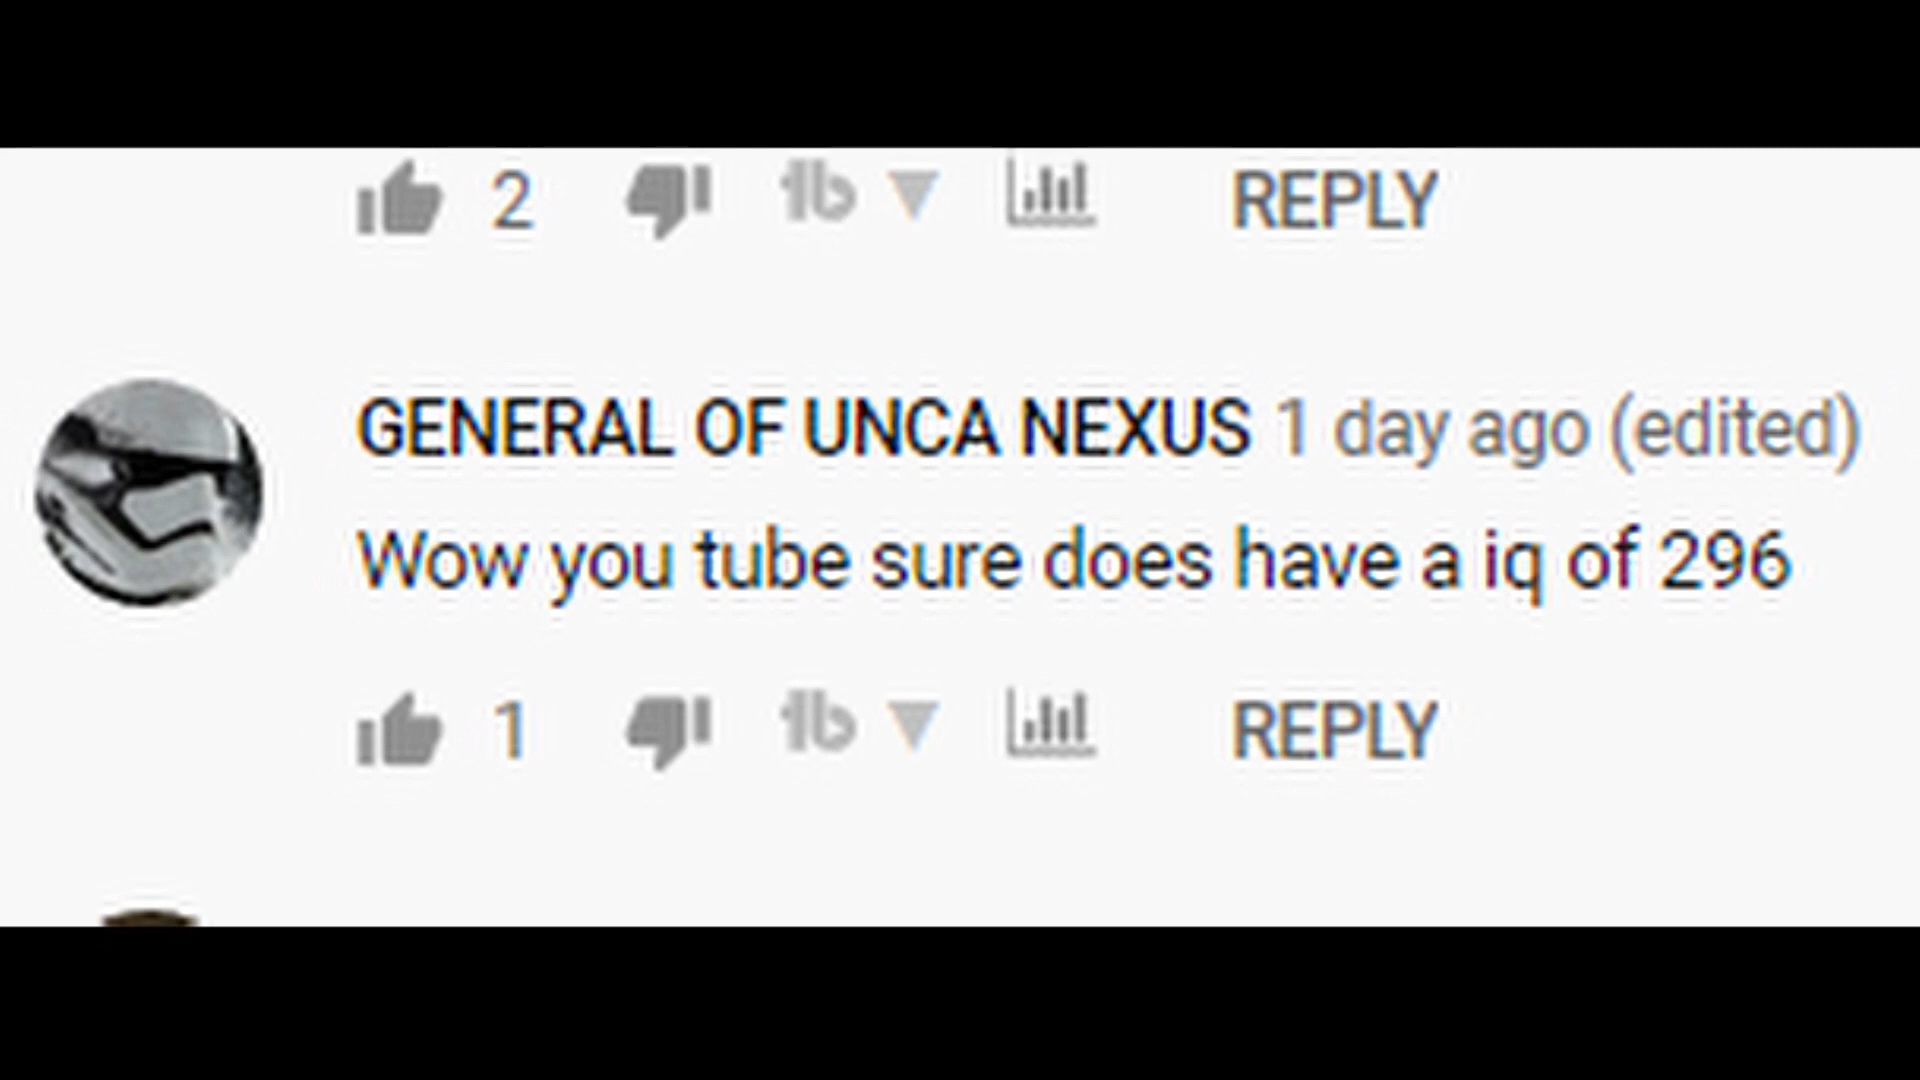 2 REPLY
GENERAL OF UNCA NEXUS 1 day ago (edited)
Wow you tube sure does have a iq of 296
1 REPLY